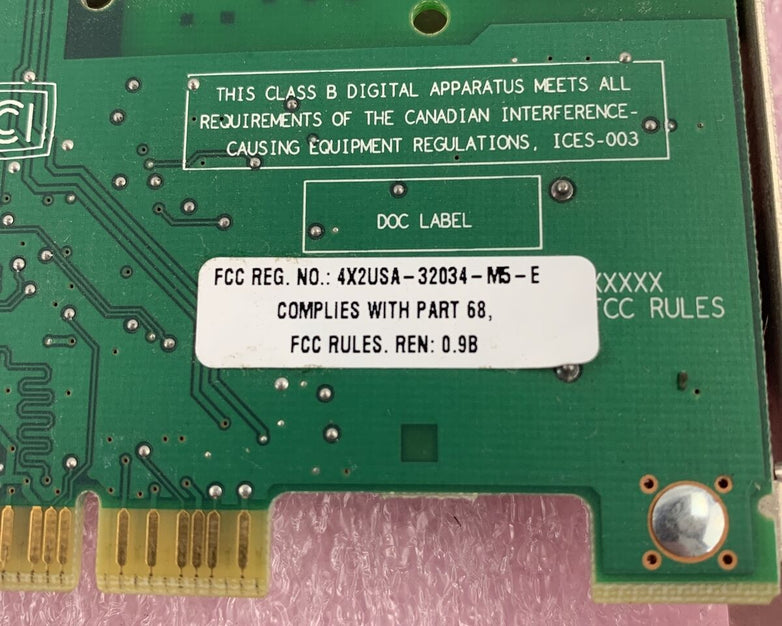 THIS CLASS B DIGITAL APPARATUS MEETS ALL
REQUIREMENTS OF THE CANADIAN INTERFERENCE-
CAUSING EQUIPMENT REGULATIONS, ICES-003
CI
DOC LABEL
FCC REG. NO.: 4X2USA-32034-M5-E
COMPLIES WITH PART 68,
FCC RULES. REN: 0.9B
XXXXX
FCC RULES